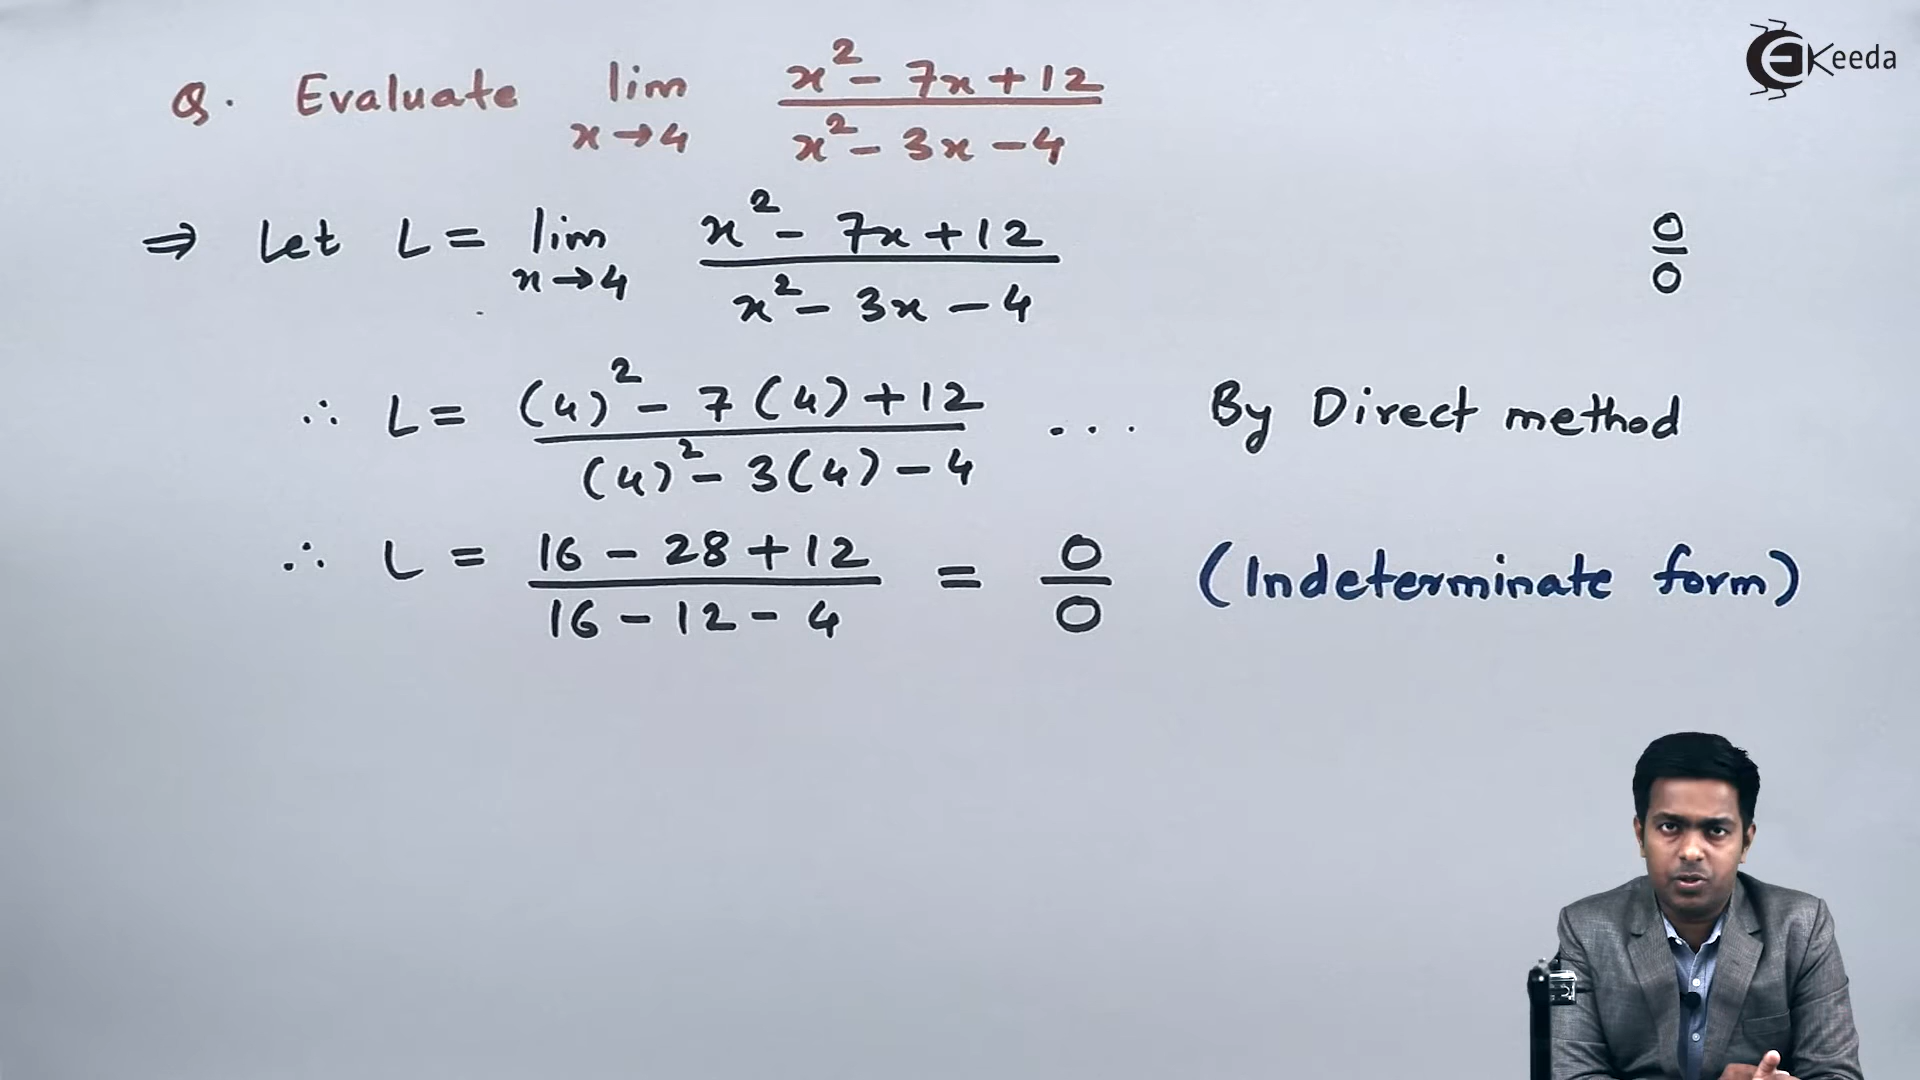 Keeda
Q. Evaluate lim x→4 (x² - 7x + 12)/(x² - 3x - 4)
⇒ Let L = lim x→4 (x² - 7x + 12)/(x² - 3x - 4) 0/0
∴ L = ((4)² - 7(4) + 12)/((4)² - 3(4) - 4) ... By Direct method
∴ L = (16 - 28 + 12)/(16 - 12 - 4) = 0/0 (Indeterminate form)